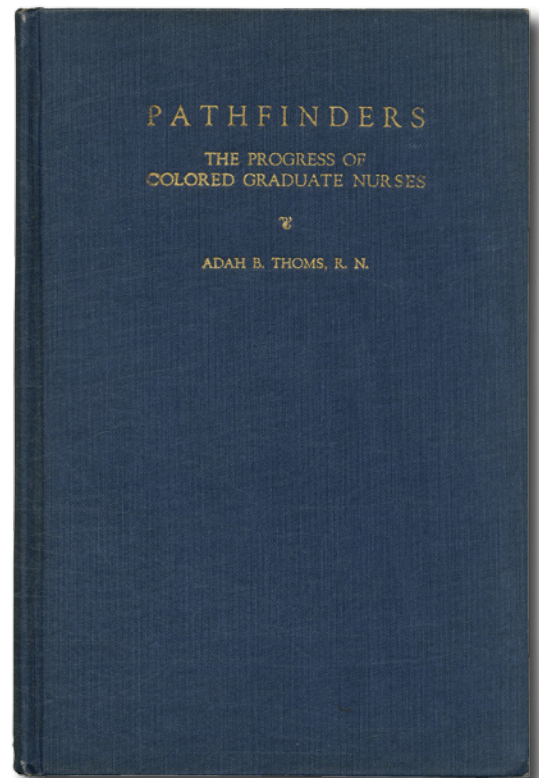 PATHFINDERS
THE PROGRESS OF
COLORED GRADUATE NURSES
ADAH B. THOMS, R. N.